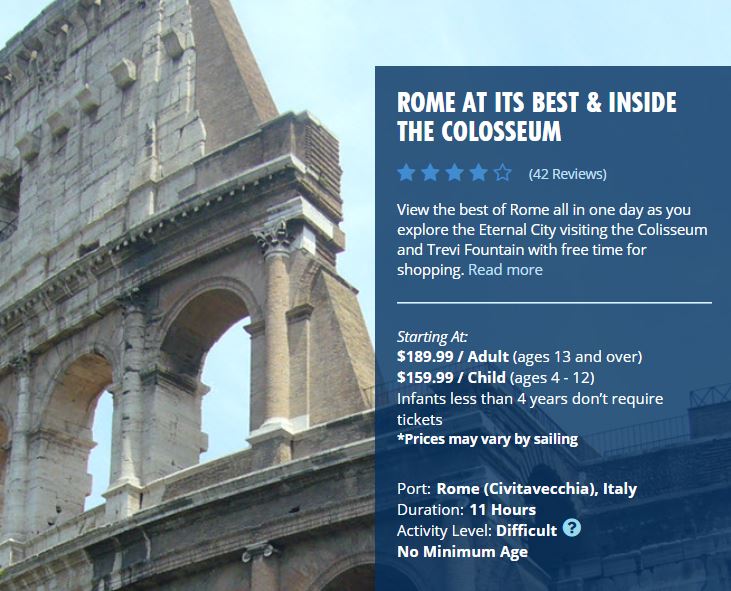 ROME AT ITS BEST & INSIDE
THE COLOSSEUM
(42 Reviews)
View the best of Rome all in one day as you
explore the Eternal City visiting the Colisseum
and Trevi Fountain with free time for
shopping. Read more
Starting At:
$189.99 / Adult (ages 13 and over)
$159.99 / Child (ages 4 - 12)
Infants less than 4 years don’t require
tickets
*Prices may vary by sailing
Port: Rome (Civitavecchia), Italy
Duration: 11 Hours
Activity Level: Difficult ?
No Minimum Age